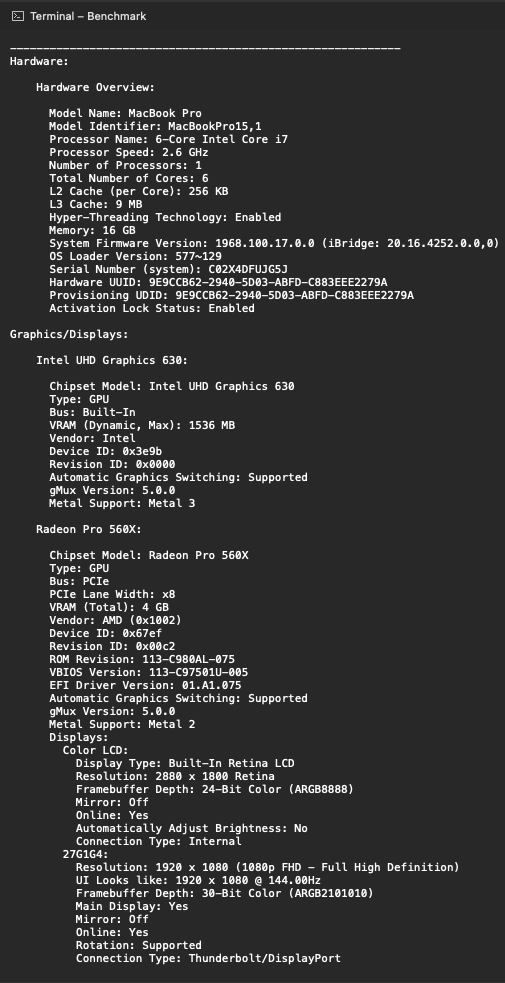 Terminal — Benchmark
____________________________________________________________
Hardware:
Hardware Overview:
Model Name: MacBook Pro
Model Identifier: MacBookPro15,1
Processor Name: 6-Core Intel Core i7
Processor Speed: 2.6 GHz
Number of Processors: 1
Total Number of Cores: 6
L2 Cache (per Core): 256 KB
L3 Cache: 9 MB
Hyper-Threading Technology: Enabled
Memory: 16 GB
System Firmware Version: 1968.100.17.0.0 (iBridge: 20.16.4252.0.0,0)
OS Loader Version: 577~129
Serial Number (system): C02X4DFUJG5J
Hardware UUID: 9E9CCB62-2940-5D03-ABFD-C883EEE2279A
Provisioning UDID: 9E9CCB62-2940-5D03-ABFD-C883EEE2279A
Activation Lock Status: Enabled
Graphics/Displays:
Intel UHD Graphics 630:
Chipset Model: Intel UHD Graphics 630
Type: GPU
Bus: Built-In
VRAM (Dynamic, Max): 1536 MB
Vendor: Intel
Device ID: 0x3e9b
Revision ID: 0x0000
Automatic Graphics Switching: Supported
gMux Version: 5.0.0
Metal Support: Metal 3
Radeon Pro 560X:
Chipset Model: Radeon Pro 560X
Type: GPU
Bus: PCIe
PCIe Lane Width: x8
VRAM (Total): 4 GB
Vendor: AMD (0x1002)
Device ID: 0x67ef
Revision ID: 0x00c2
ROM Revision: 113-C980AL-075
VBIOS Version: 113-C97501U-005
EFI Driver Version: 01.A1.075
Automatic Graphics Switching: Supported
gMux Version: 5.0.0
Metal Support: Metal 2
Displays:
Color LCD:
Display Type: Built-In Retina LCD
Resolution: 2880 x 1800 Retina
Framebuffer Depth: 24-Bit Color (ARGB8888)
Mirror: Off
Online: Yes
Automatically Adjust Brightness: No
Connection Type: Internal
27G1G4:
Resolution: 1920 x 1080 (1080p FHD - Full High Definition)
UI Looks like: 1920 x 1080 @ 144.00Hz
Framebuffer Depth: 30-Bit Color (ARGB2101010)
Main Display: Yes
Mirror: Off
Online: Yes
Rotation: Supported
Connection Type: Thunderbolt/DisplayPort